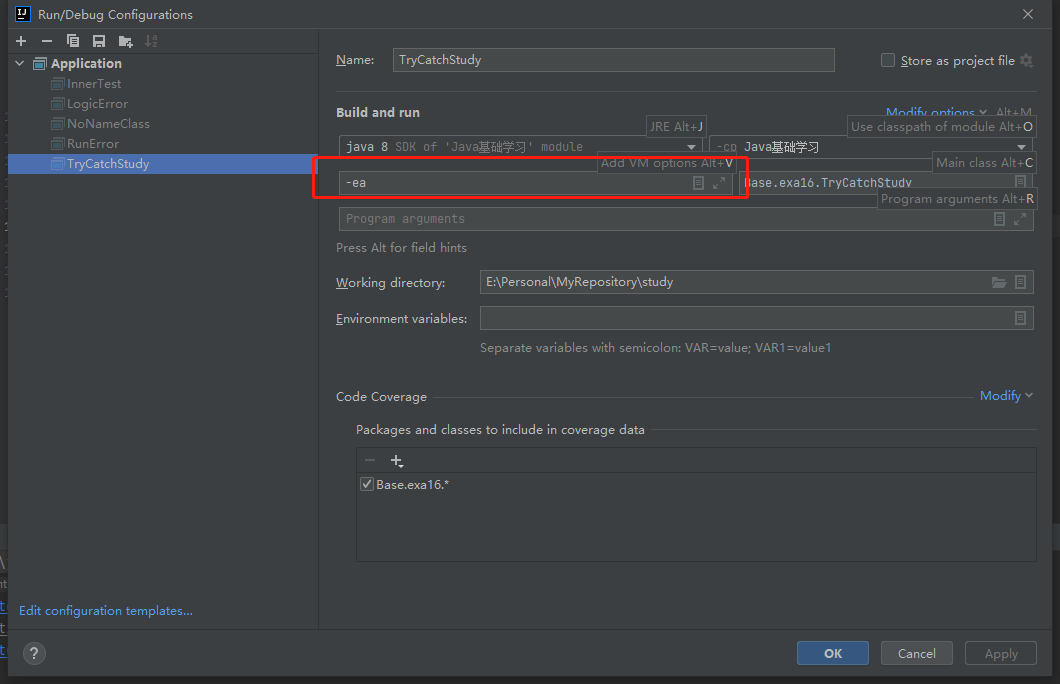 Run/Debug Configurations
Application
InnerTest
LogicError
NoNameClass
RunError
TryCatchStudy
Edit configuration templates...
Name:
TryCatchStudy
Store as project file
Build and run
Modify options
Alt+M
JRE Alt+J
Use classpath of module Alt+O
java 8 SDK of 'Java基础学习' module
-cp Java基础学习
Add VM options Alt+V
Main class Alt+C
-ea
Base.exa16.TryCatchStudy
Program arguments Alt+R
Program arguments
Press Alt for field hints
Working directory:
E:\Personal\MyRepository\study
Environment variables:
Separate variables with semicolon: VAR=value; VAR1=value1
Code Coverage
Modify
Packages and classes to include in coverage data
Base.exa16.*
?
OK
Cancel
Apply